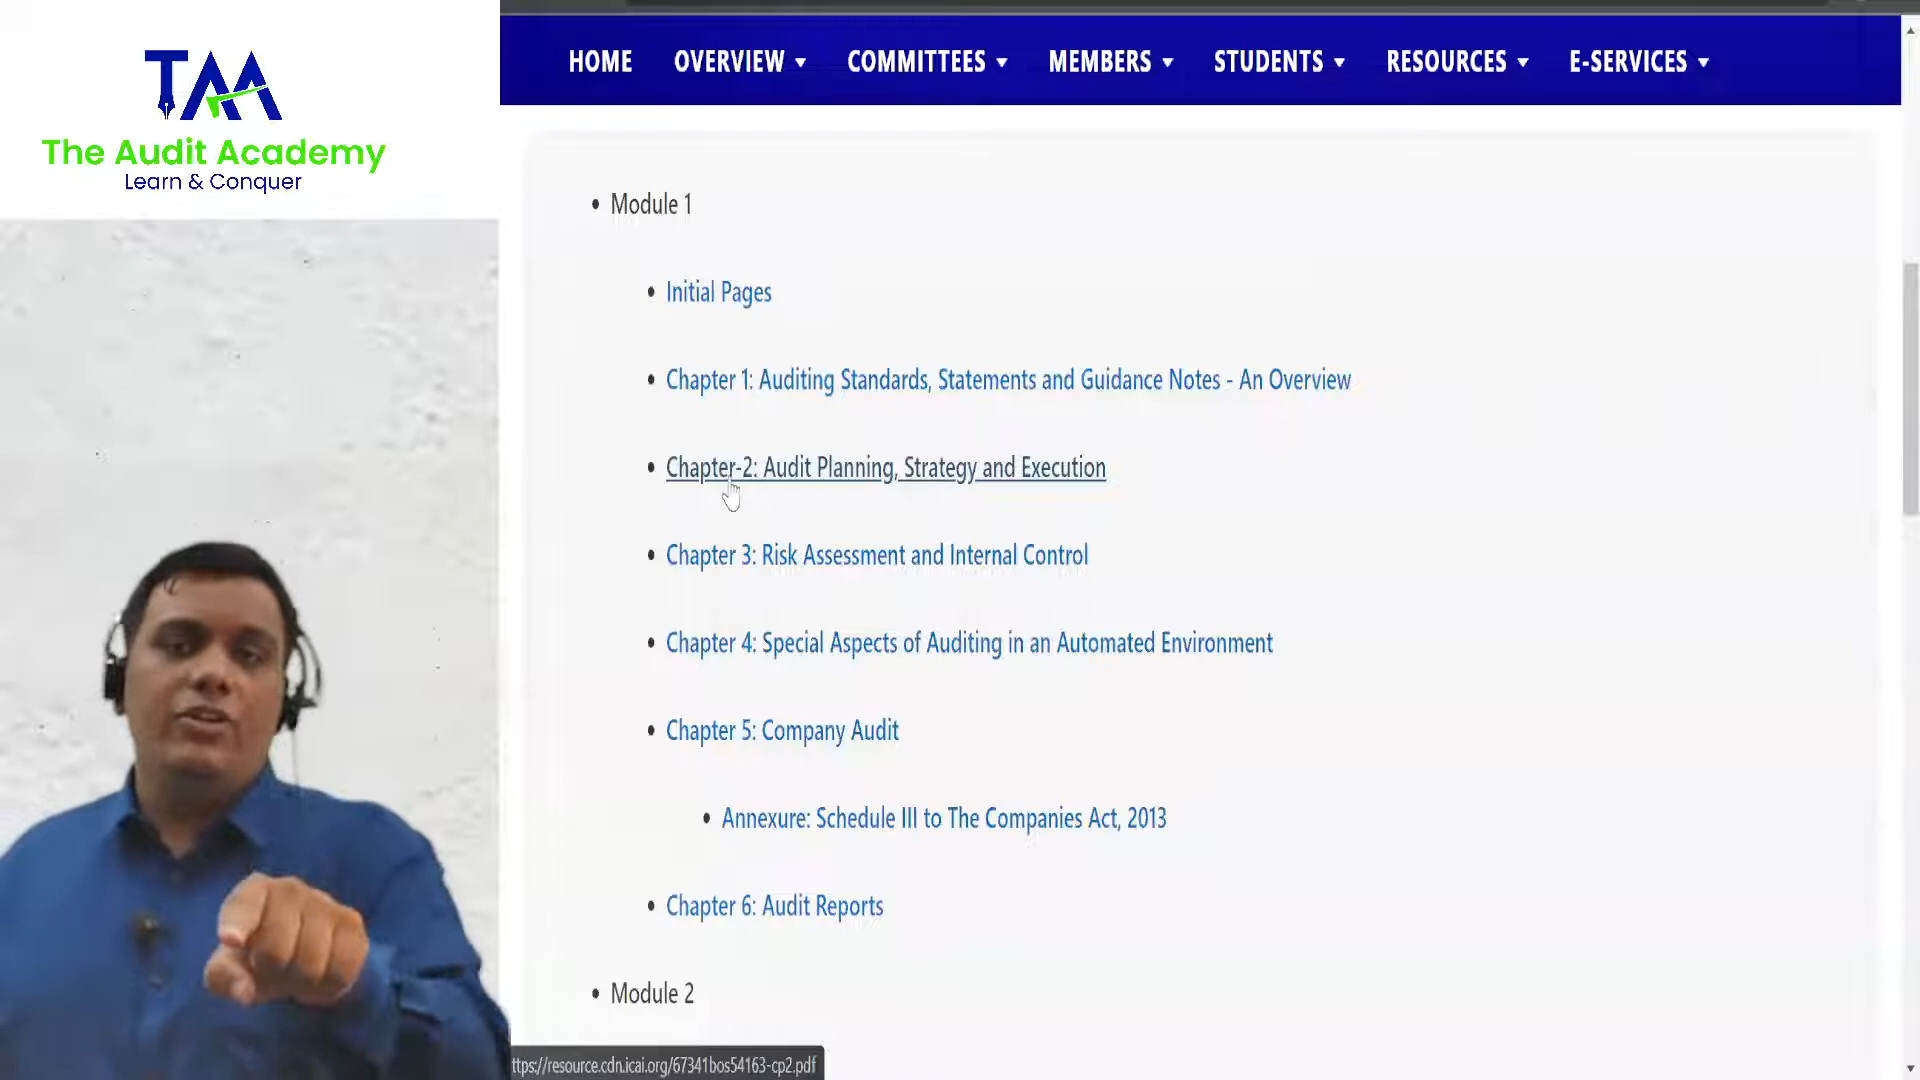 TAA
The Audit Academy
Learn & Conquer
HOME OVERVIEW COMMITTEES MEMBERS STUDENTS RESOURCES E-SERVICES
Module 1
Initial Pages
Chapter 1: Auditing Standards, Statements and Guidance Notes - An Overview
Chapter-2: Audit Planning, Strategy and Execution
Chapter 3: Risk Assessment and Internal Control
Chapter 4: Special Aspects of Auditing in an Automated Environment
Chapter 5: Company Audit
Annexure: Schedule III to The Companies Act, 2013
Chapter 6: Audit Reports
Module 2
ttps://resource.cdn.icai.org/67341bos54163-cp2.pdf